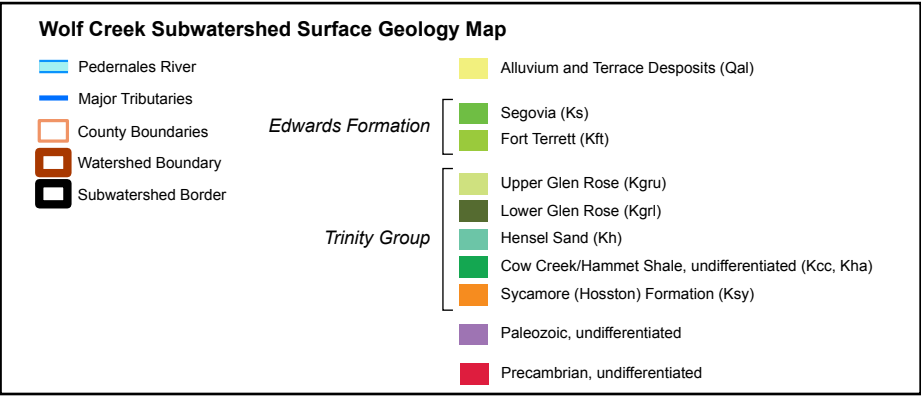 Wolf Creek Subwatershed Surface Geology Map
Pedernales River
Major Tributaries
County Boundaries
Watershed Boundary
Subwatershed Border
Alluvium and Terrace Desposits (Qal)
Edwards Formation
Segovia (Ks)
Fort Terrett (Kft)
Trinity Group
Upper Glen Rose (Kgru)
Lower Glen Rose (Kgrl)
Hensel Sand (Kh)
Cow Creek/Hammet Shale, undifferentiated (Kcc, Kha)
Sycamore (Hosston) Formation (Ksy)
Paleozoic, undifferentiated
Precambrian, undifferentiated